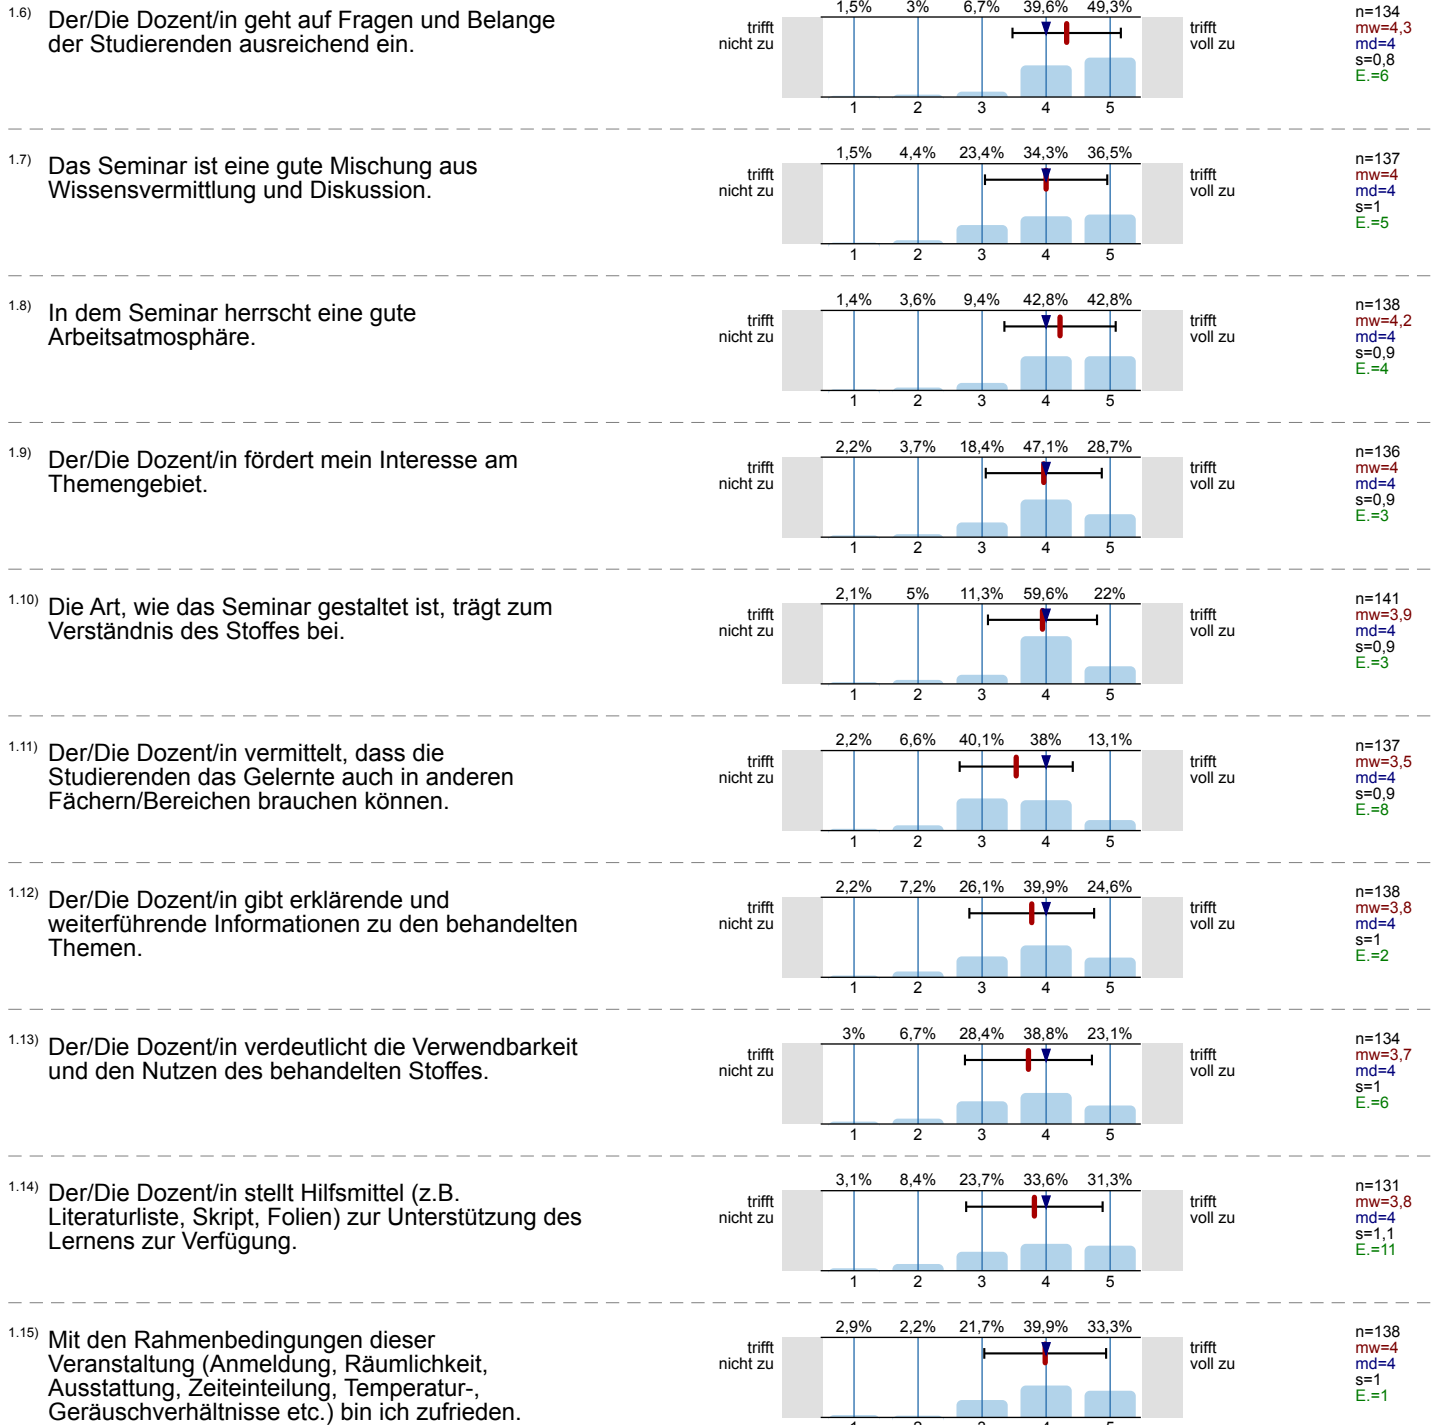 1.6) Der/Die Dozent/in geht auf Fragen und Belange
der Studierenden ausreichend ein.
trifft
nicht zu
1,5% 3% 6,7% 39,6% 49,3%
1 2 3 4 5
trifft
voll zu
n=134
mw=4,3
md=4
s=0,8
E.=6
1.7) Das Seminar ist eine gute Mischung aus
Wissensvermittlung und Diskussion.
trifft
nicht zu
1,5% 4,4% 23,4% 34,3% 36,5%
1 2 3 4 5
trifft
voll zu
n=137
mw=4
md=4
s=1
E.=5
1.8) In dem Seminar herrscht eine gute
Arbeitsatmosphäre.
trifft
nicht zu
1,4% 3,6% 9,4% 42,8% 42,8%
1 2 3 4 5
trifft
voll zu
n=138
mw=4,2
md=4
s=0,9
E.=4
1.9) Der/Die Dozent/in fördert mein Interesse am
Themengebiet.
trifft
nicht zu
2,2% 3,7% 18,4% 47,1% 28,7%
1 2 3 4 5
trifft
voll zu
n=136
mw=4
md=4
s=0,9
E.=3
1.10) Die Art, wie das Seminar gestaltet ist, trägt zum
Verständnis des Stoffes bei.
trifft
nicht zu
2,1% 5% 11,3% 59,6% 22%
1 2 3 4 5
trifft
voll zu
n=141
mw=3,9
md=4
s=0,9
E.=3
1.11) Der/Die Dozent/in vermittelt, dass die
Studierenden das Gelernte auch in anderen
Fächern/Bereichen brauchen können.
trifft
nicht zu
2,2% 6,6% 40,1% 38% 13,1%
1 2 3 4 5
trifft
voll zu
n=137
mw=3,5
md=4
s=0,9
E.=8
1.12) Der/Die Dozent/in gibt erklärende und
weiterführende Informationen zu den behandelten
Themen.
trifft
nicht zu
2,2% 7,2% 26,1% 39,9% 24,6%
1 2 3 4 5
trifft
voll zu
n=138
mw=3,8
md=4
s=1
E.=2
1.13) Der/Die Dozent/in verdeutlicht die Verwendbarkeit
und den Nutzen des behandelten Stoffes.
trifft
nicht zu
3% 6,7% 28,4% 38,8% 23,1%
1 2 3 4 5
trifft
voll zu
n=134
mw=3,7
md=4
s=1
E.=6
1.14) Der/Die Dozent/in stellt Hilfsmittel (z.B.
Literaturliste, Skript, Folien) zur Unterstützung des
Lernens zur Verfügung.
trifft
nicht zu
3,1% 8,4% 23,7% 33,6% 31,3%
1 2 3 4 5
trifft
voll zu
n=131
mw=3,8
md=4
s=1,1
E.=11
1.15) Mit den Rahmenbedingungen dieser
Veranstaltung (Anmeldung, Räumlichkeit,
Ausstattung, Zeiteinteilung, Temperatur-,
Geräuschverhältnisse etc.) bin ich zufrieden.
trifft
nicht zu
2,9% 2,2% 21,7% 39,9% 33,3%
trifft
voll zu
n=138
mw=4
md=4
s=1
E.=1